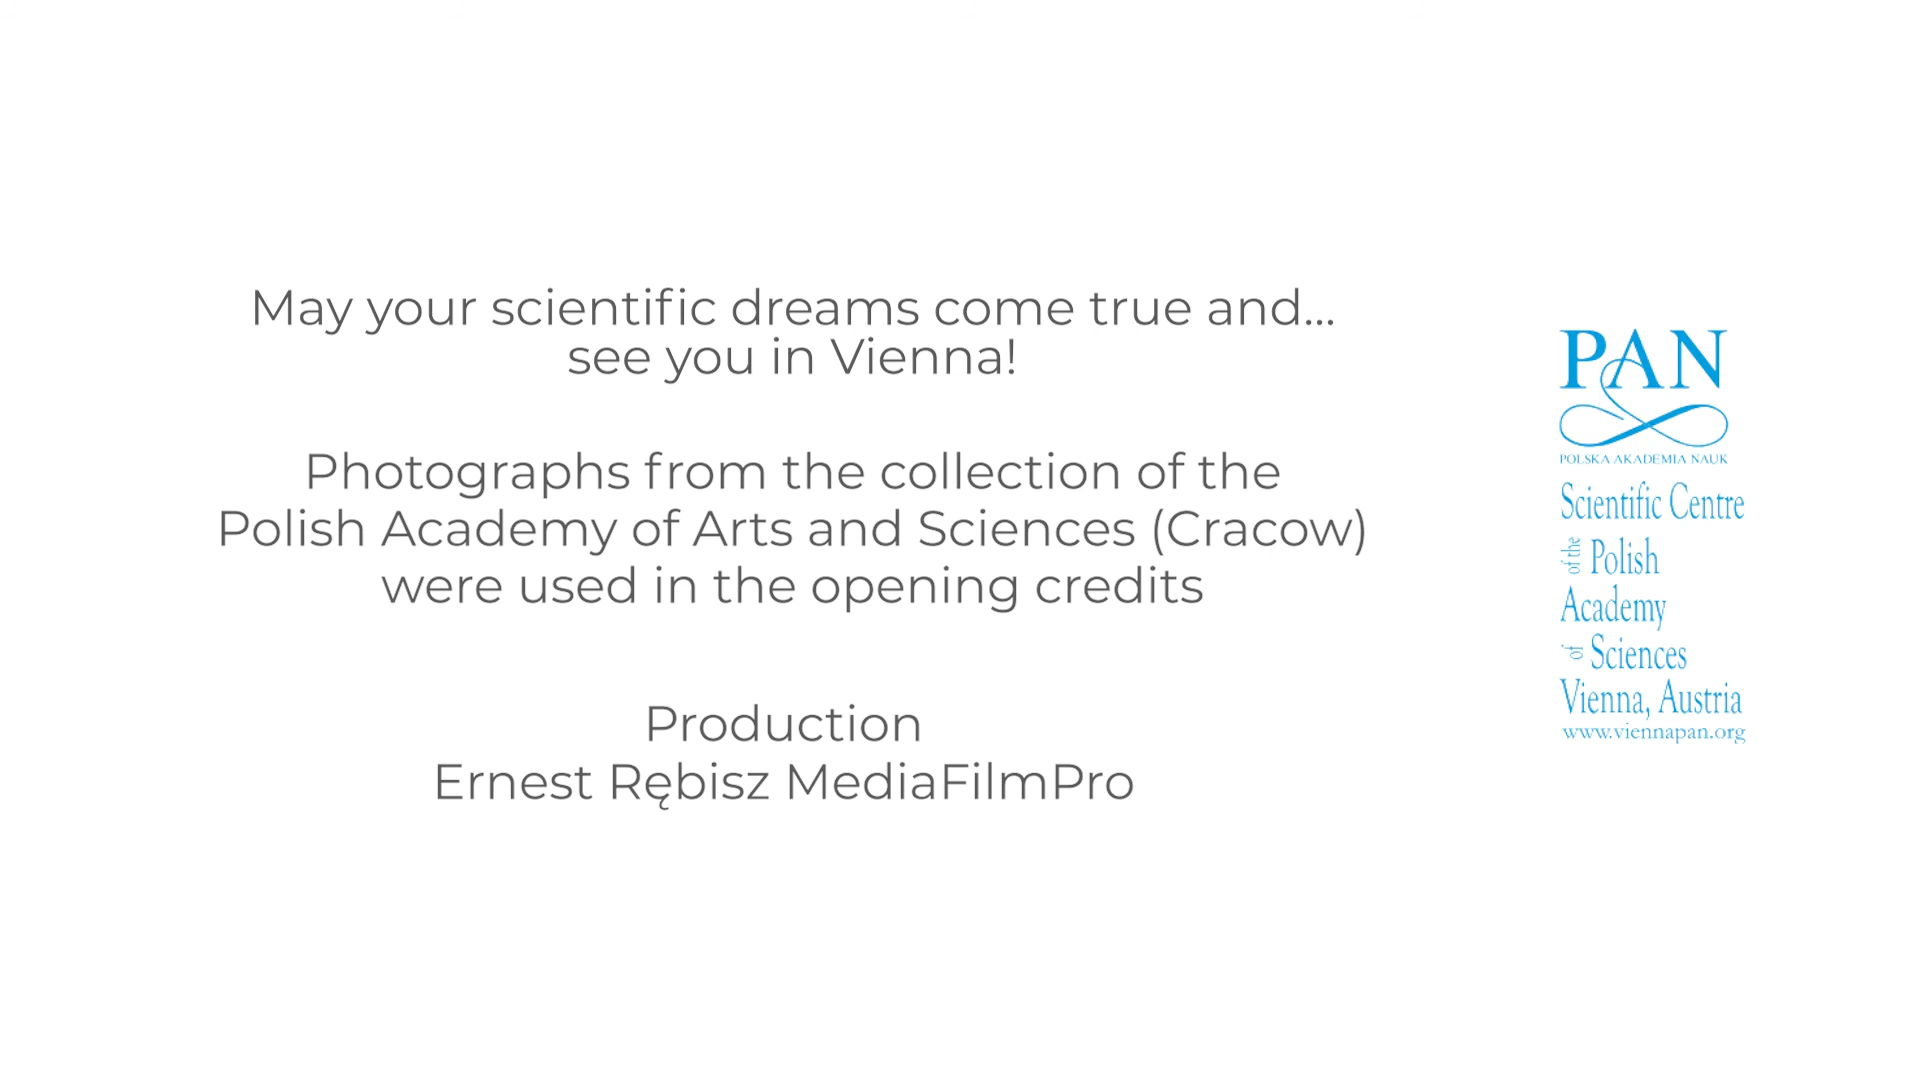 May your scientific dreams come true and...
see you in Vienna!
Photographs from the collection of the
Polish Academy of Arts and Sciences (Cracow)
were used in the opening credits
Production
Ernest Rębisz MediaFilmPro
PAN
POLSKA AKADEMIA NAUK
Scientific Centre
of the Polish
Academy
of Sciences
Vienna, Austria
www.viennapan.org